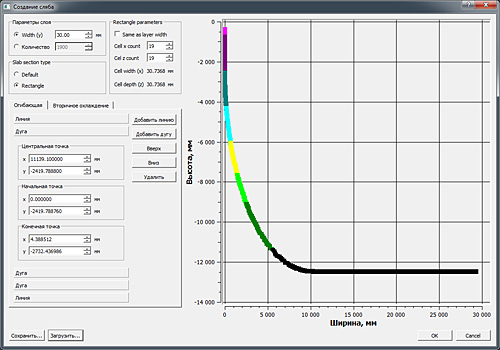 Создание сляба
Параметры слоя
Width (y) 30.00 мм
Количество 1900
Slab section type
Default
Rectangle
Rectangle parameters
Same as layer width
Cell x count 19
Cell z count 19
Cell width (x) 30.7368 мм
Cell depth (z) 30.7368 мм
Огибающая Вторичное охлаждение
Линия
Дуга
Центральная точка
x 11139.100000 мм
y -2419.788800
Начальная точка
x 0.000000 мм
y -2419.788760
Конечная точка
x 4.388512 мм
y -2732.436986
Дуга
Дуга
Линия
Добавить линию
Добавить дугу
Вверх
Вниз
Удалить
Сохранить...
Загрузить...
Высота, мм
0
-2 000
-4 000
-6 000
-8 000
-10 000
-12 000
-14 000
0 5 000 10 000 15 000 20 000 25 000 30 000
Ширина, мм
OK
Cancel